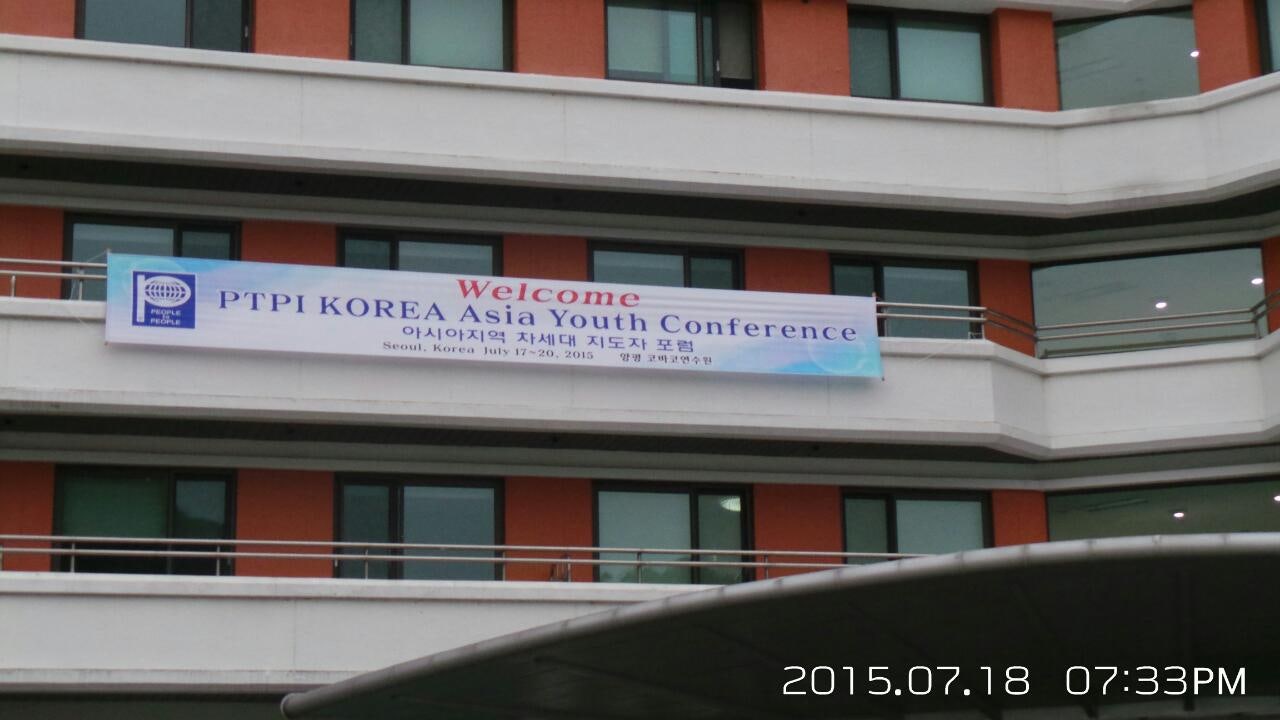 Welcome
PTPI KOREA Asia Youth Conference
아시아지역 차세대 지도자 포럼
Seoul, Korea July 17~20, 2015 양평 코바코연수원
PEOPLE
to
PEOPLE
2015.07.18 07:33PM